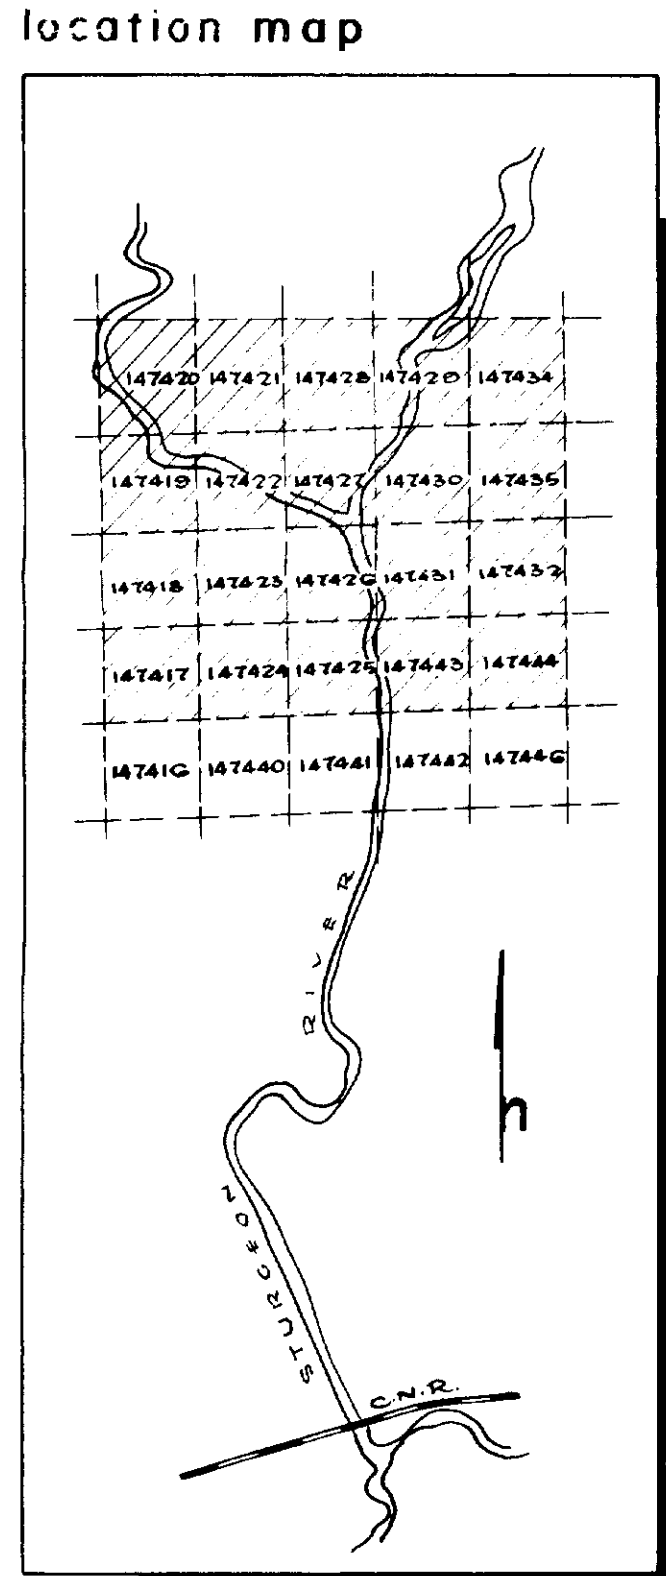 location map
147420 147421 147428 147429 147434
147419 147422 147427 147430 147435
147418 147423 147426 147431 147432
147417 147424 147425 147443 147444
147416 147440 147441 147442 147446
RIVER
n
STURGEON
C.N.R.